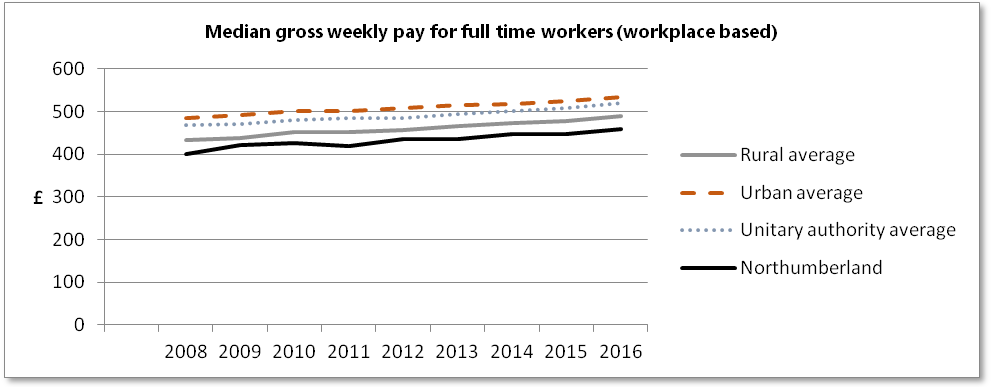 Median gross weekly pay for full time workers (workplace based)
600
500
400
300
200
100
0
£
2008 2009 2010 2011 2012 2013 2014 2015 2016
Rural average
Urban average
Unitary authority average
Northumberland